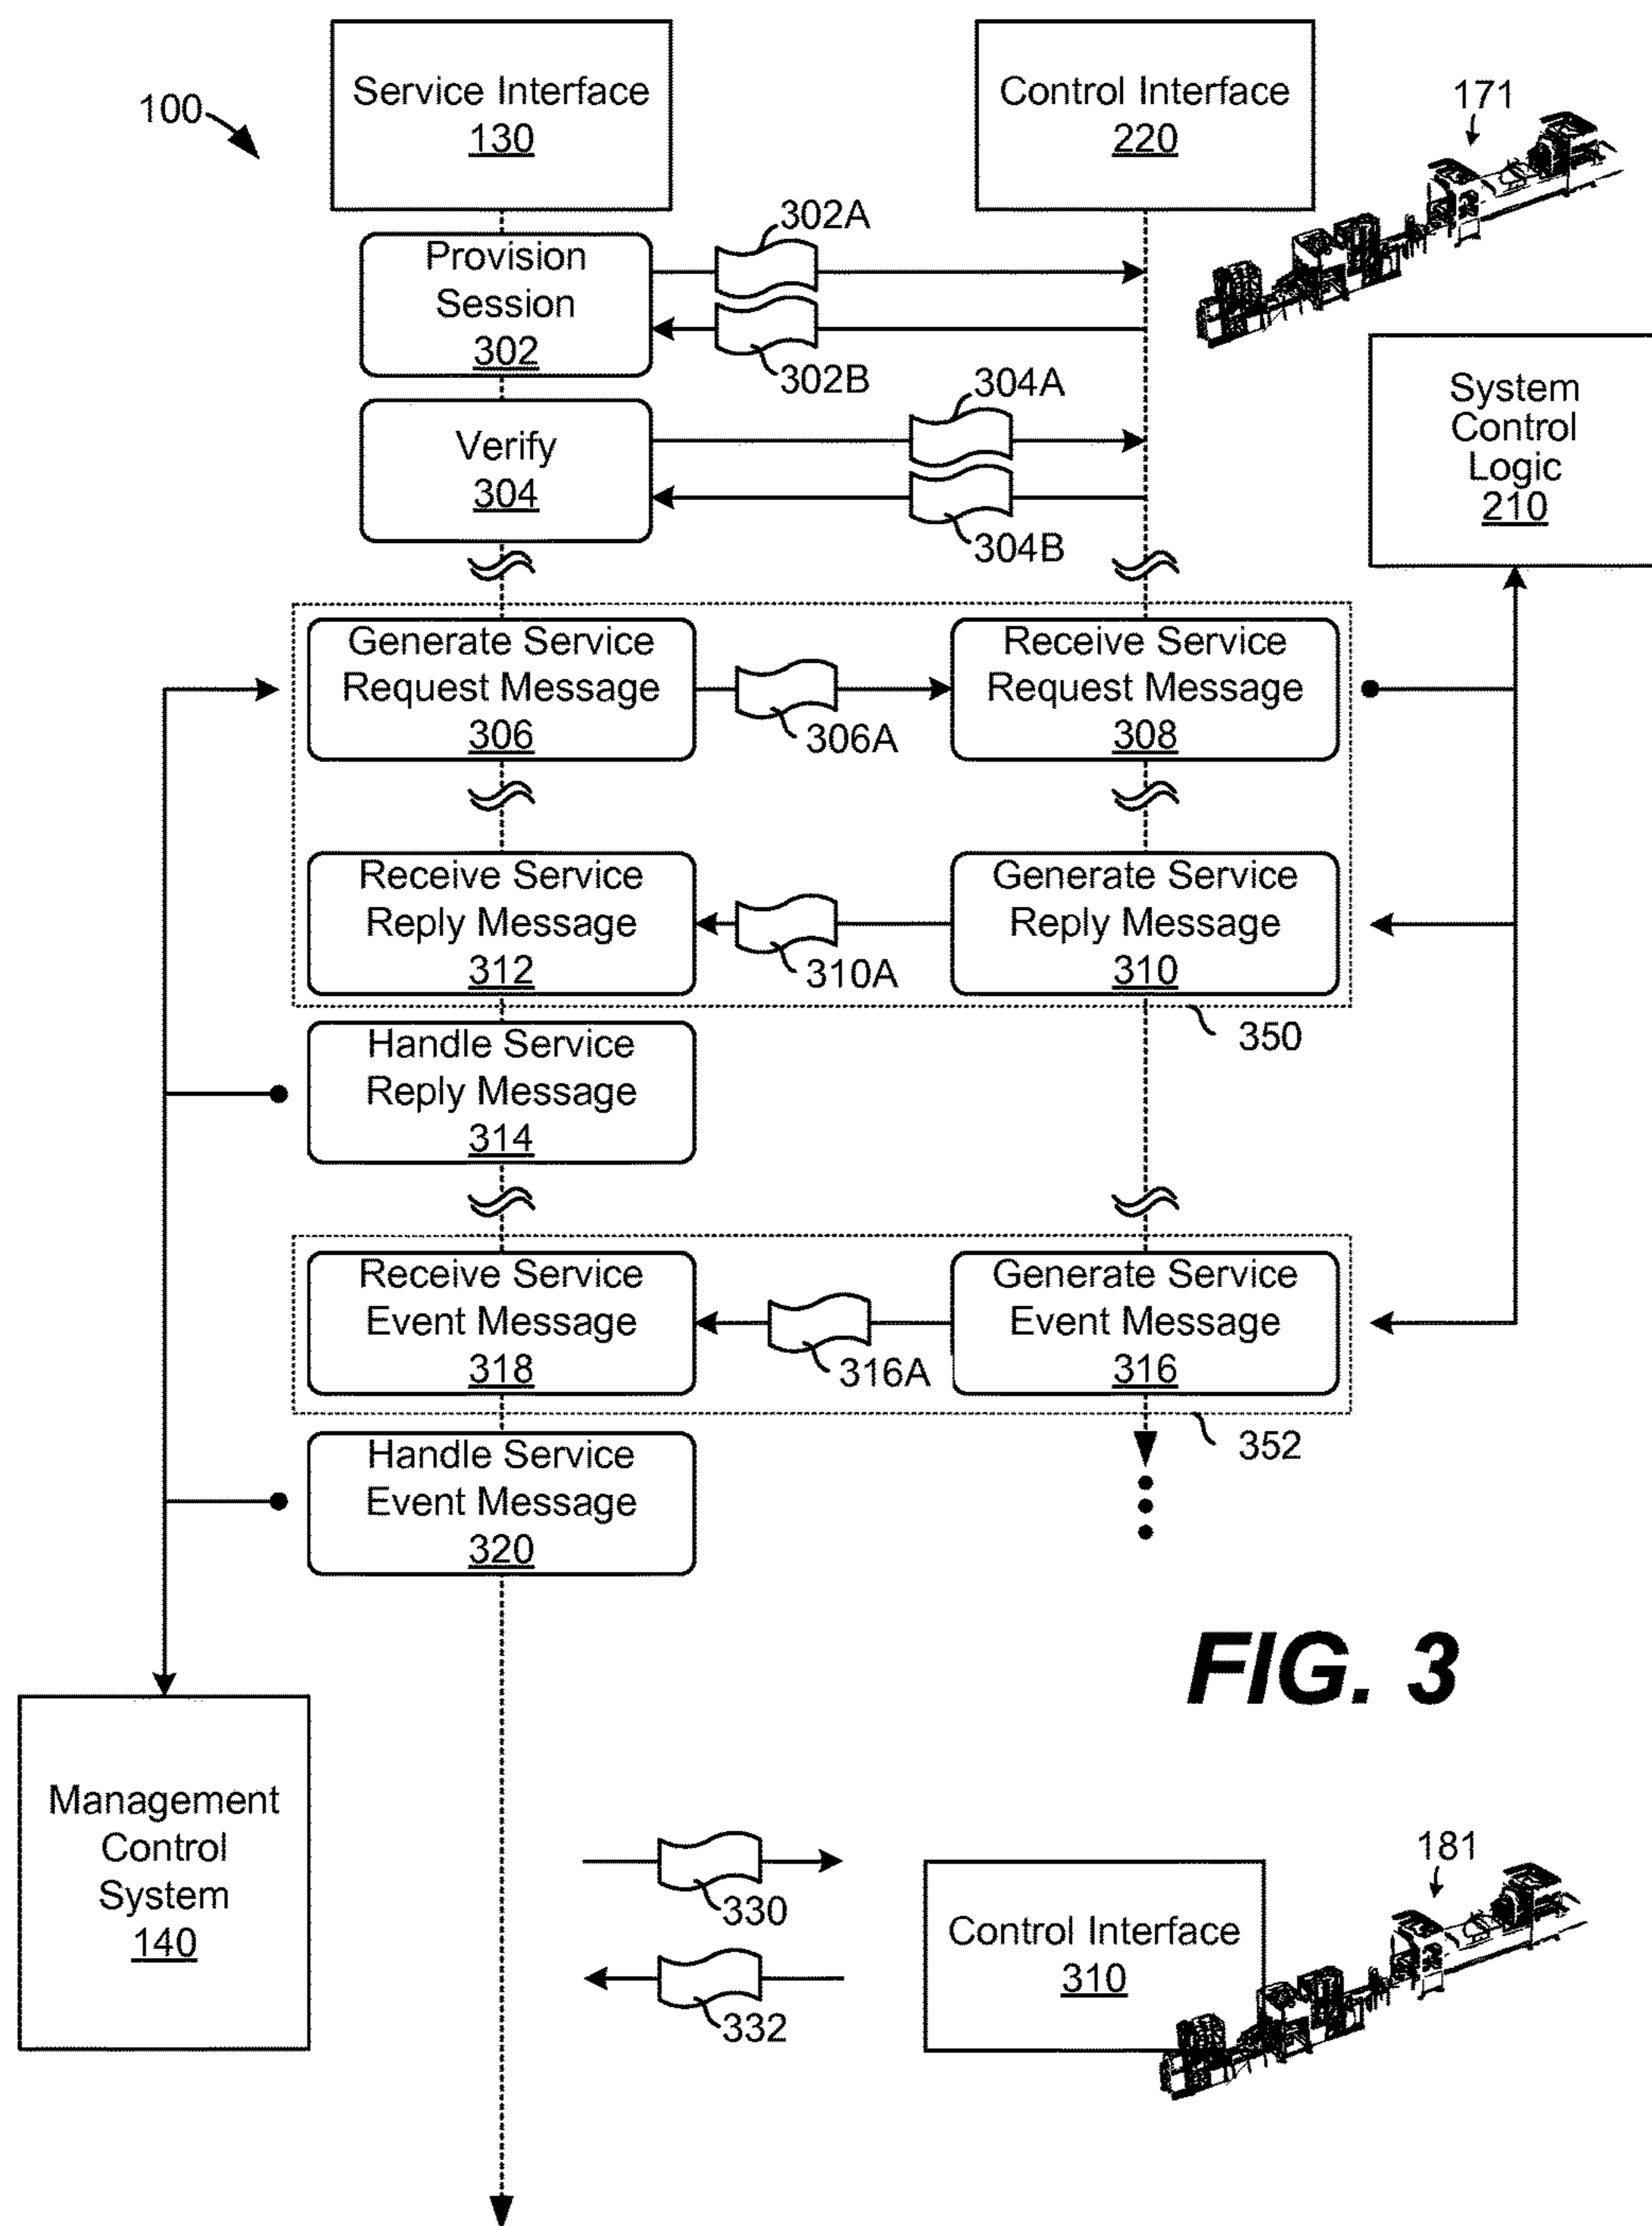 100
Service Interface
130
Control Interface
220
171
302A
Provision
Session
302
302B
304A
Verify
304
304B
System
Control
Logic
210
Generate Service
Request Message
306
306A
Receive Service
Request Message
308
Receive Service
Reply Message
312
310A
Generate Service
Reply Message
310
350
Handle Service
Reply Message
314
Receive Service
Event Message
318
316A
Generate Service
Event Message
316
352
Handle Service
Event Message
320
FIG. 3
Management
Control
System
140
330
332
Control Interface
310
181